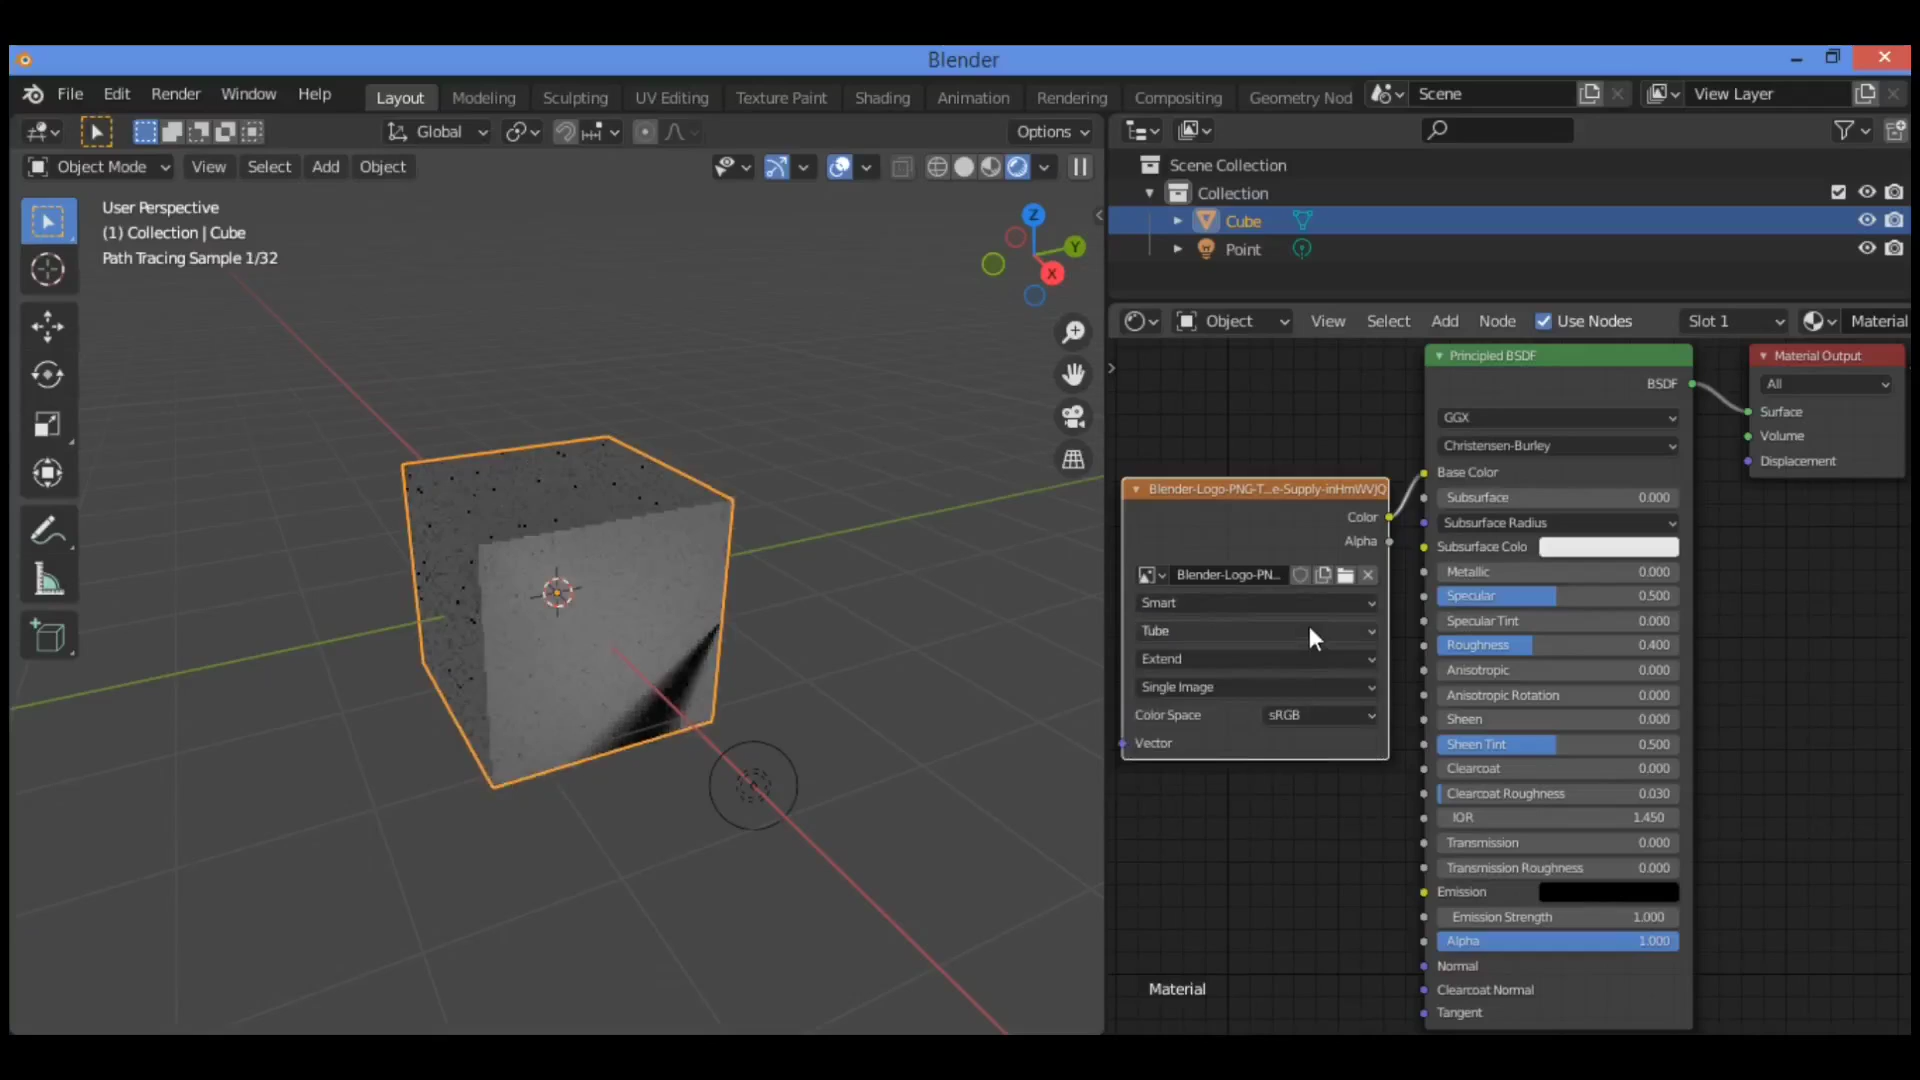 Blender
File Edit Render Window Help Layout Modeling Sculpting UV Editing Texture Paint Shading Animation Rendering Compositing Geometry Nod Scene View Layer
Global Options
Object Mode View Select Add Object
User Perspective
(1) Collection | Cube
Path Tracing Sample 1/32
Z
Y
X
Scene Collection
Collection
Cube
Point
Object View Select Add Node Use Nodes Slot 1 Material
Blender-Logo-PNG-T...e-Supply-inHmWVJQ
Color
Alpha
Blender-Logo-PN...
Smart
Tube
Extend
Single Image
Color Space sRGB
Vector
Principled BSDF
BSDF
GGX
Christensen-Burley
Base Color
Subsurface 0.000
Subsurface Radius
Subsurface Colo
Metallic 0.000
Specular 0.500
Specular Tint 0.000
Roughness 0.400
Anisotropic 0.000
Anisotropic Rotation 0.000
Sheen 0.000
Sheen Tint 0.500
Clearcoat 0.000
Clearcoat Roughness 0.030
IOR 1.450
Transmission 0.000
Transmission Roughness 0.000
Emission
Emission Strength 1.000
Alpha 1.000
Normal
Clearcoat Normal
Tangent
Material Output
All
Surface
Volume
Displacement
Material